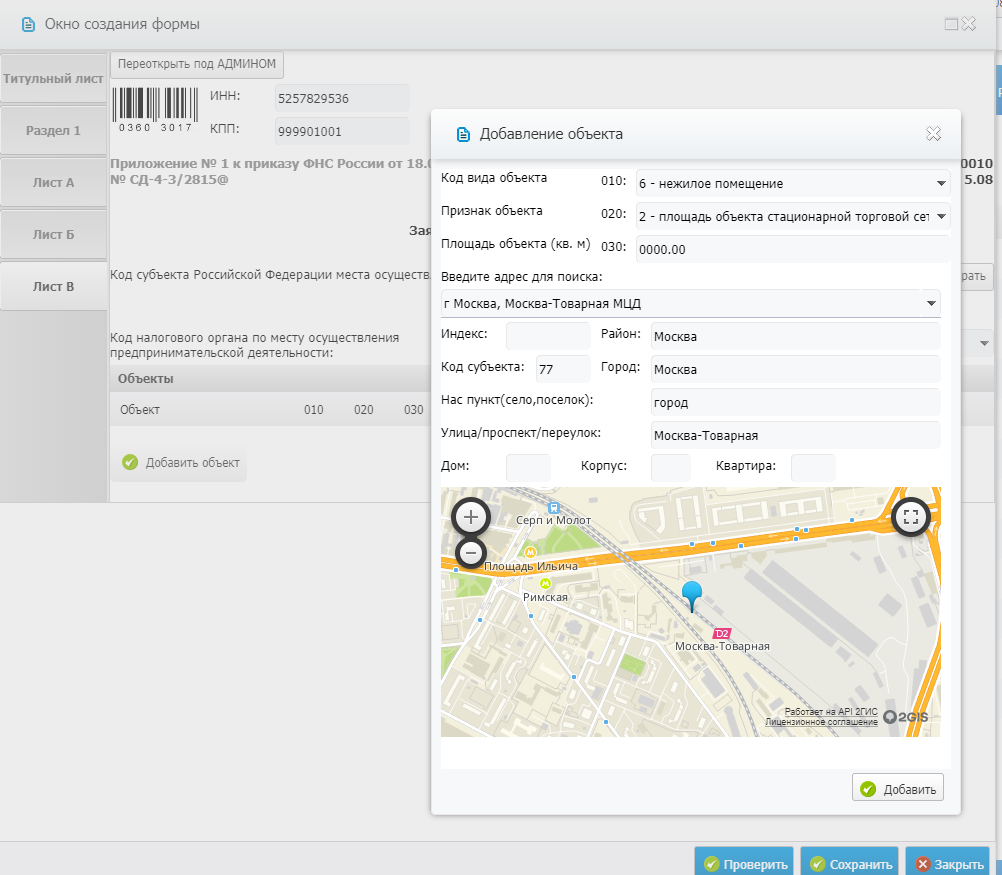 Окно создания формы
Титульный лист
Раздел 1
Лист А
Лист Б
Лист В
Переоткрыть под АДМИНОМ
0360 3017
ИНН: 5257829536
КПП: 999901001
Приложение № 1 к приказу ФНС России от 18.0
№ СД-4-3/2815@
0010
5.08
Зая
Код субъекта Российской Федерации места осуществ
рать
Код налогового органа по месту осуществления
предпринимательской деятельности:
Объекты
Объект 010 020 030
Добавить объект
Добавление объекта
Код вида объекта 010: 6 - нежилое помещение
Признак объекта 020: 2 - площадь объекта стационарной торговой сет
Площадь объекта (кв. м) 030: 0000.00
Введите адрес для поиска:
г Москва, Москва-Товарная МЦД
Индекс: Район: Москва
Код субъекта: 77 Город: Москва
Нас пункт(село,поселок): город
Улица/проспект/переулок: Москва-Товарная
Дом: Корпус: Квартира:
Серп и Молот
Площадь Ильича
Римская
D2
Москва-Товарная
Работает на API 2ГИС
Лицензионное соглашение
2GIS
Добавить
Проверить
Сохранить
Закрыть